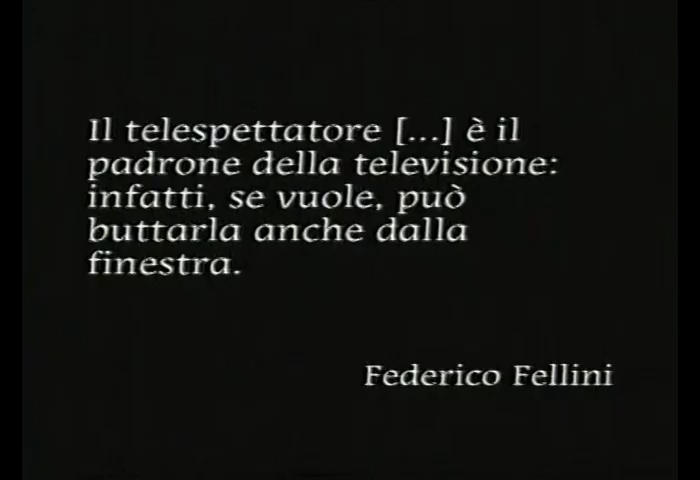 Il telespettatore [...] è il
padrone della televisione:
infatti, se vuole, può
buttarla anche dalla
finestra.
Federico Fellini